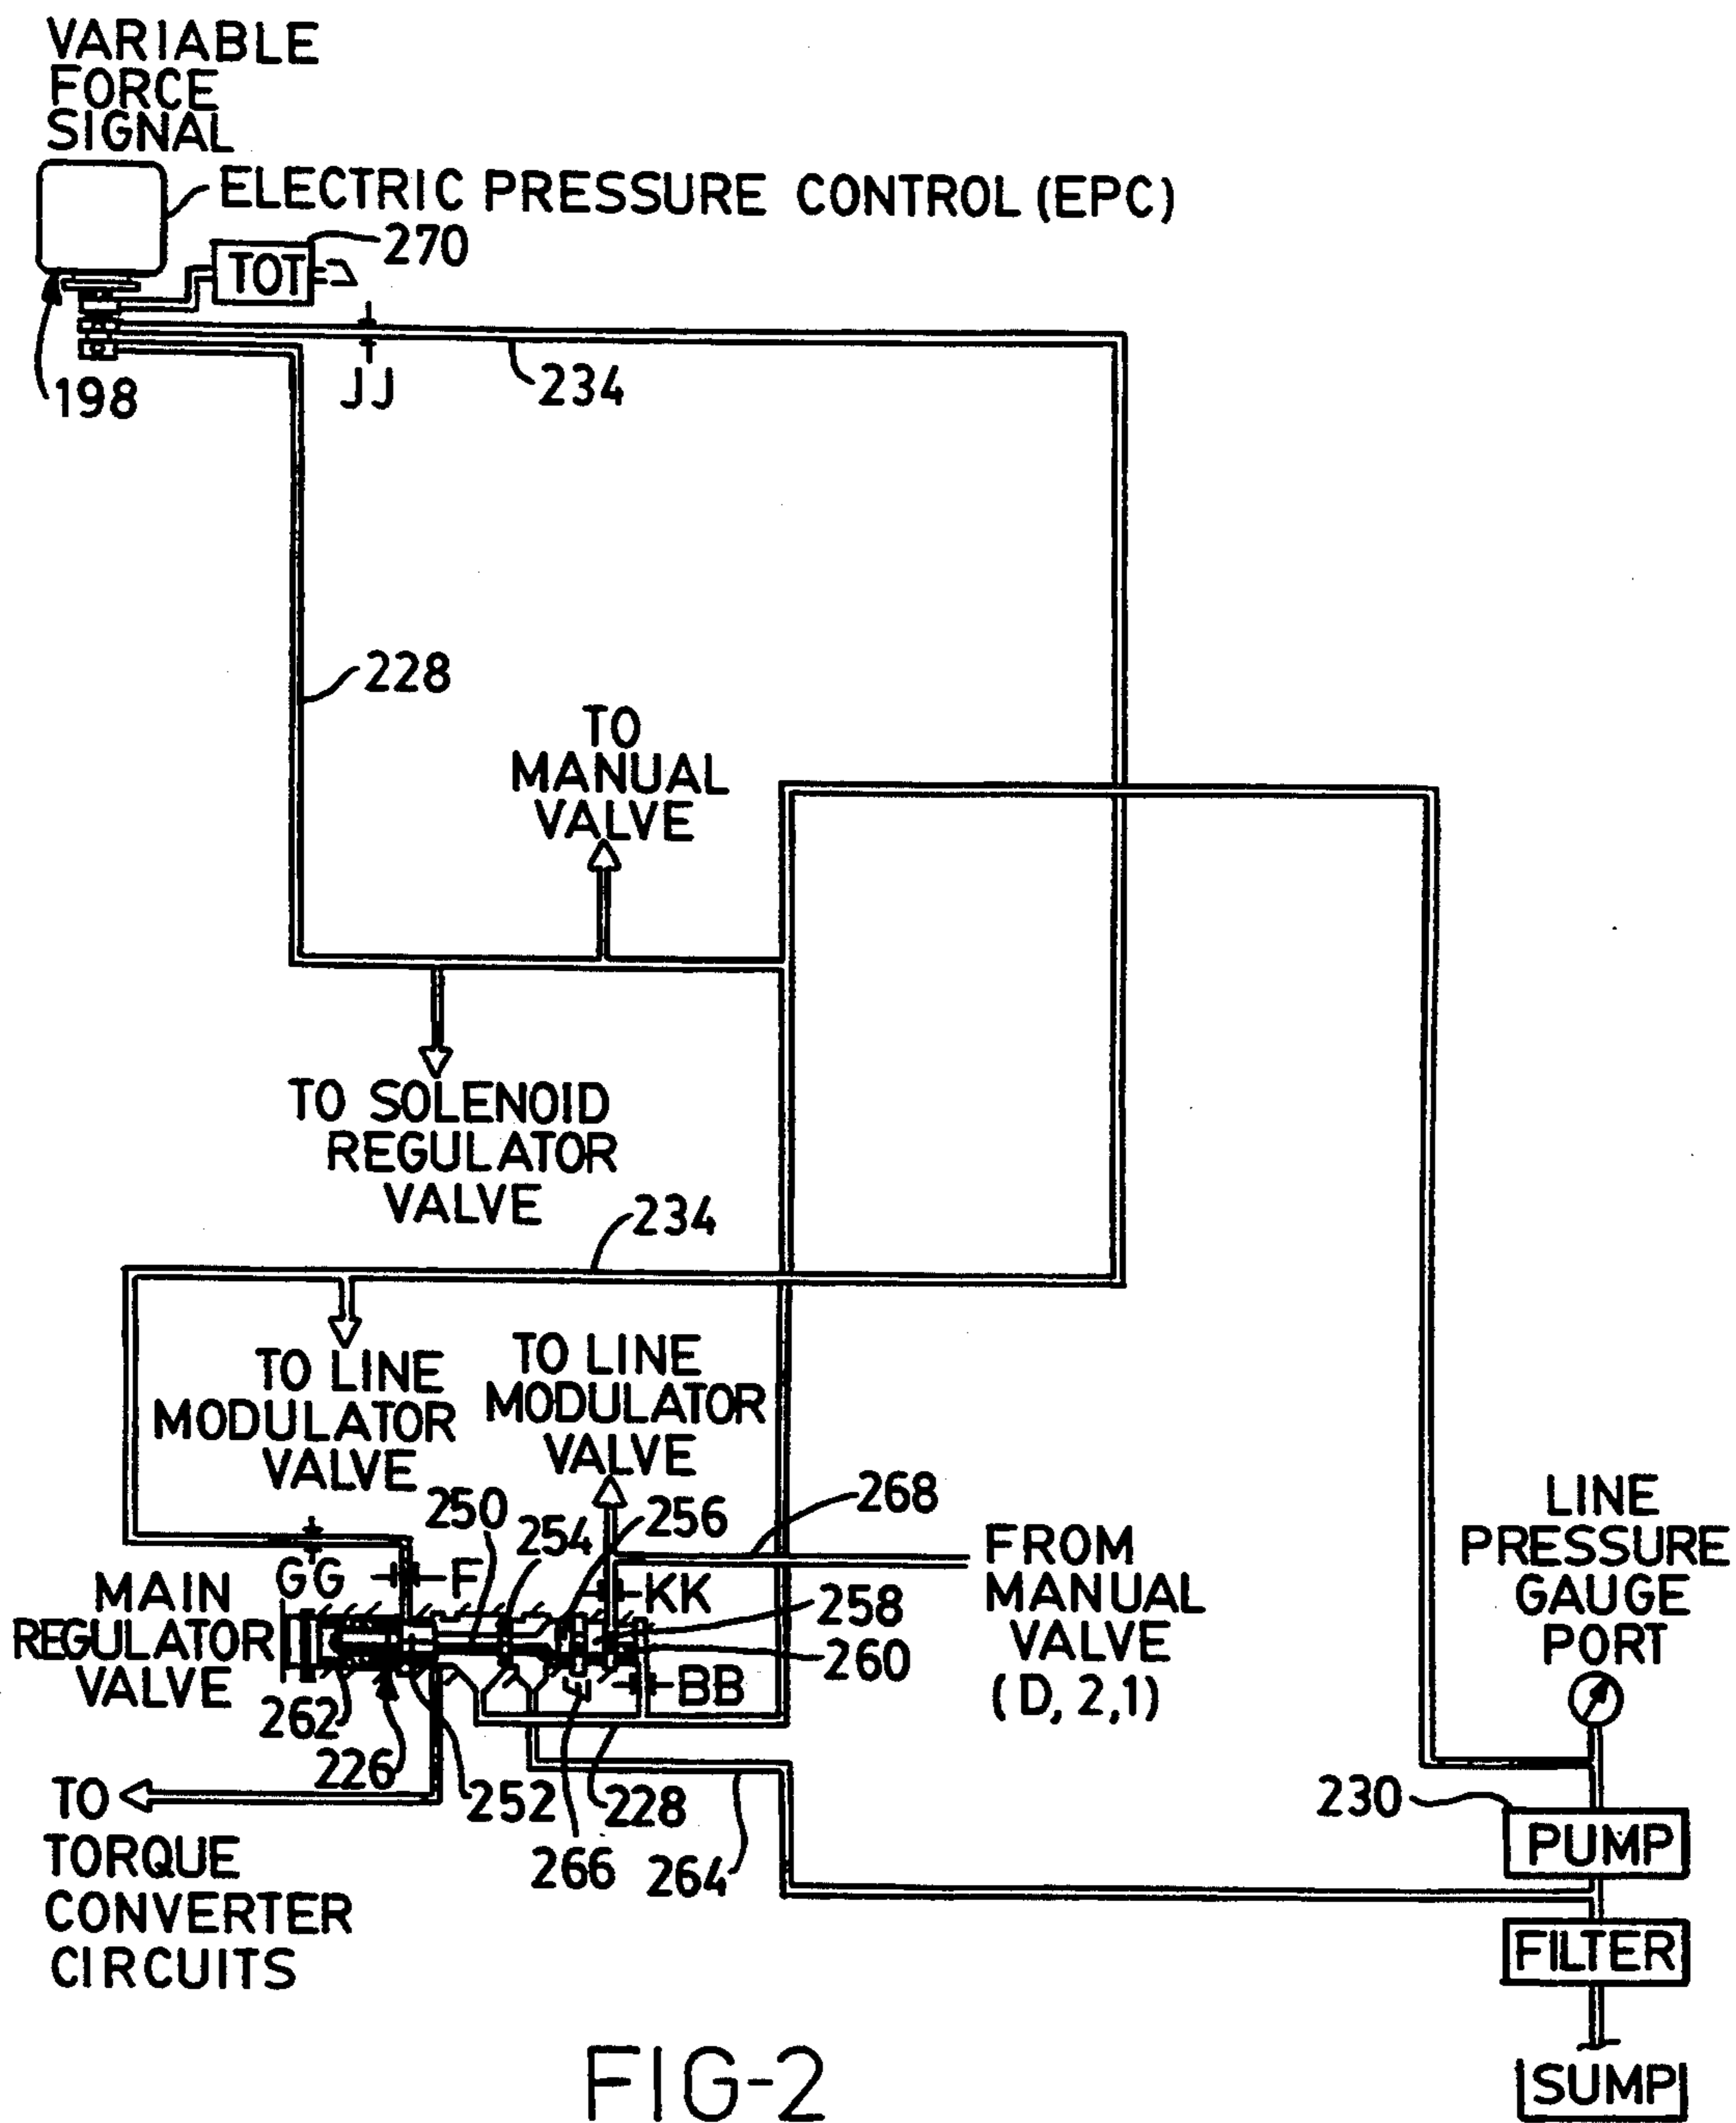 VARIABLE
FORCE
SIGNAL
ELECTRIC PRESSURE CONTROL (EPC)
270
TOT
198
JJ
234
228
TO
MANUAL
VALVE
TO SOLENOID
REGULATOR
VALVE
234
TO LINE
MODULATOR
VALVE
TO LINE
MODULATOR
VALVE
268
250
254
256
FROM
MANUAL
VALVE
(D, 2, 1)
LINE
PRESSURE
GAUGE
PORT
GG
F
KK
258
MAIN
REGULATOR
VALVE
260
BB
262
226
252
228
266
264
230
TO
TORQUE
CONVERTER
CIRCUITS
PUMP
FILTER
SUMP
FIG-2